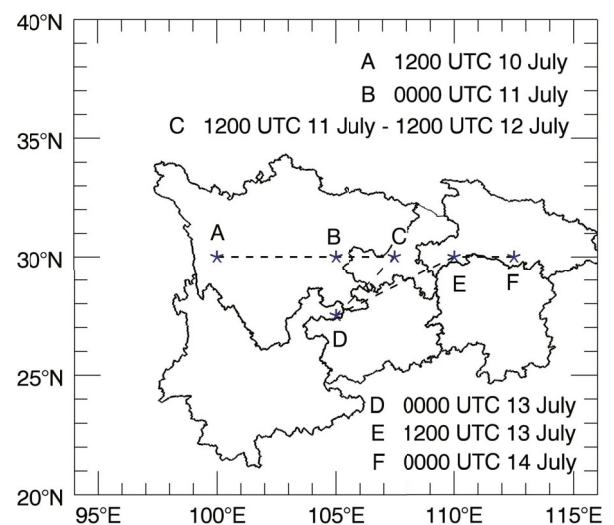 40°N
A 1200 UTC 10 July
B 0000 UTC 11 July
35°N
C 1200 UTC 11 July - 1200 UTC 12 July
A B C
30°N
E F
D
25°N
D 0000 UTC 13 July
E 1200 UTC 13 July
F 0000 UTC 14 July
20°N
95°E 100°E 105°E 110°E 115°E